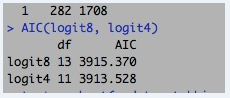 1 282 1708
> AIC(logit8, logit4)
df AIC
logit8 13 3915.370
logit4 11 3913.528